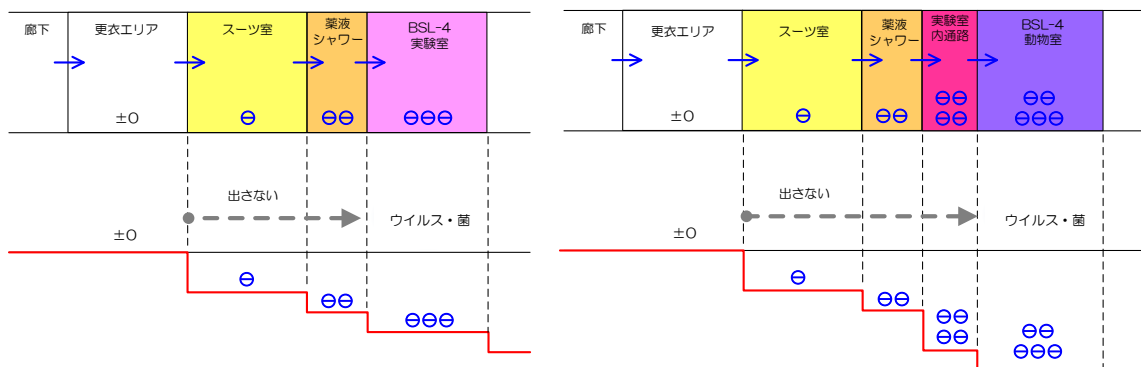 廊下
更衣エリア
スーツ室
薬液
シャワー
BSL-4
実験室
±0
⊖
⊖⊖
⊖⊖⊖
出さない
ウイルス・菌
±0
⊖
⊖⊖
⊖⊖⊖
廊下
更衣エリア
スーツ室
薬液
シャワー
実験室
内通路
BSL-4
動物室
±0
⊖
⊖⊖
⊖⊖
⊖⊖
⊖⊖
⊖⊖⊖
出さない
ウイルス・菌
±0
⊖
⊖⊖
⊖⊖
⊖⊖
⊖⊖
⊖⊖⊖